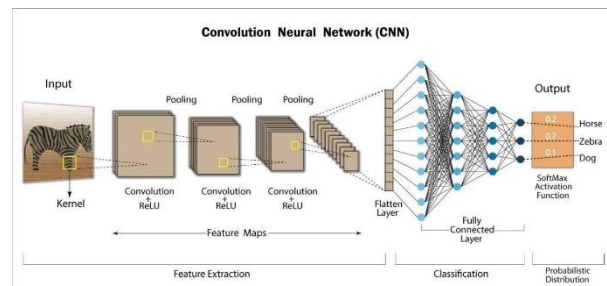 Convolution Neural Network (CNN)
Input
Output
Pooling
Pooling
Pooling
0.2
Horse
0.7
Zebra
0.1
Dog
SoftMax
Activation
Function
Kernel
Convolution
+
ReLU
Convolution
+
ReLU
Convolution
+
ReLU
Flatten
Layer
Fully
Connected
Layer
Feature Maps
Feature Extraction
Classification
Probabilistic
Distribution